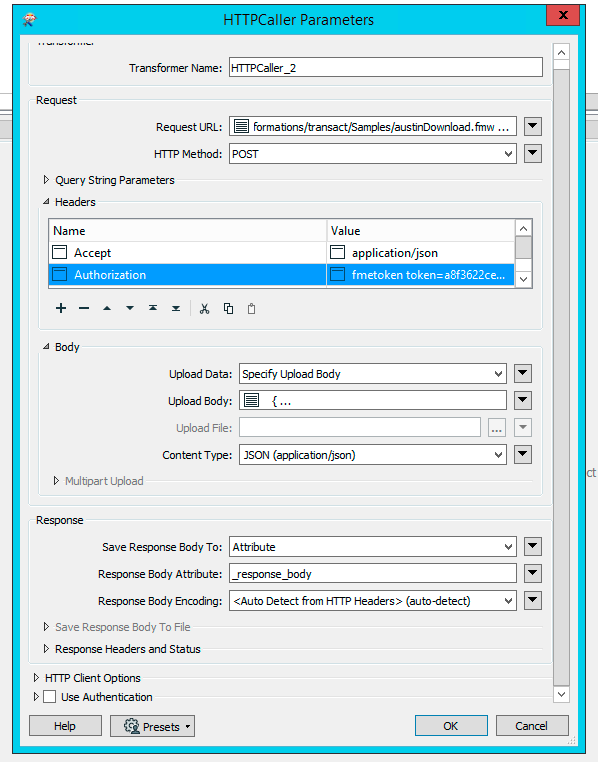 HTTPCaller Parameters
x
Transformer
Transformer Name: HTTPCaller_2
Request
Request URL: formations/transact/Samples/austinDownload.fmw ...
HTTP Method: POST
Query String Parameters
Headers
Name Value
Accept application/json
Authorization fmetoken token=a8f3622ce...
Body
Upload Data: Specify Upload Body
Upload Body: { ...
Upload File: ...
Content Type: JSON (application/json)
Multipart Upload
ct
Response
Save Response Body To: Attribute
Response Body Attribute: _response_body
Response Body Encoding: <Auto Detect from HTTP Headers> (auto-detect)
Save Response Body To File
Response Headers and Status
HTTP Client Options
Use Authentication
Help Presets OK Cancel